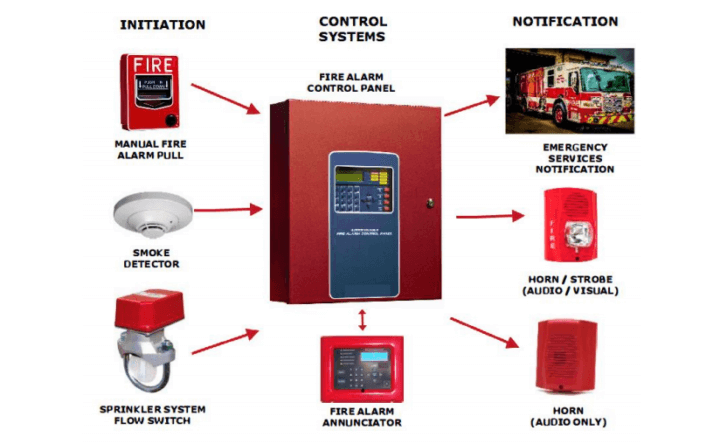 INITIATION
CONTROL
SYSTEMS
NOTIFICATION
FIRE
FIRE ALARM
CONTROL PANEL
MANUAL FIRE
ALARM PULL
EMERGENCY
SERVICES
NOTIFICATION
SMOKE
DETECTOR
FIRE
HORN / STROBE
(AUDIO / VISUAL)
SPRINKLER SYSTEM
FLOW SWITCH
FIRE ALARM
ANNUNCIATOR
HORN
(AUDIO ONLY)